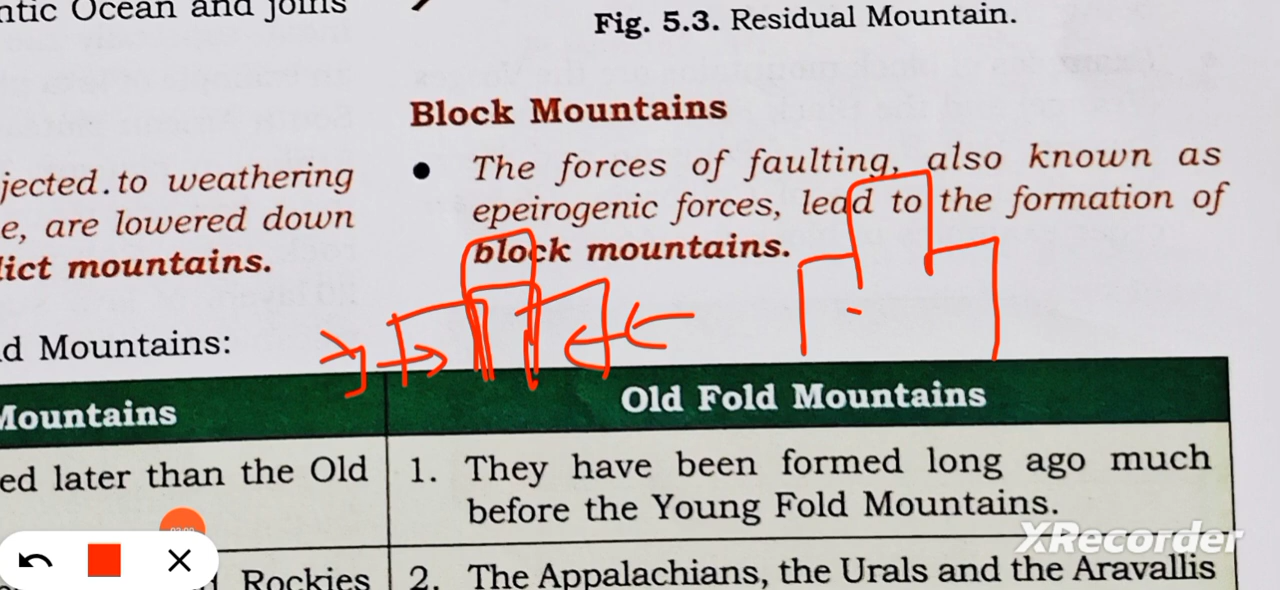 ntic Ocean and joins
jected.to weathering
e, are lowered down
lict mountains.
d Mountains:
Fig. 5.3. Residual Mountain.
Block Mountains
● The forces of faulting, also known as
epeirogenic forces, lead to the formation of
block mountains.
Mountains
Old Fold Mountains
ed later than the Old
1. They have been formed long ago much
before the Young Fold Mountains.
Rockies
2. The Appalachians, the Urals and the Aravallis
XRecorder